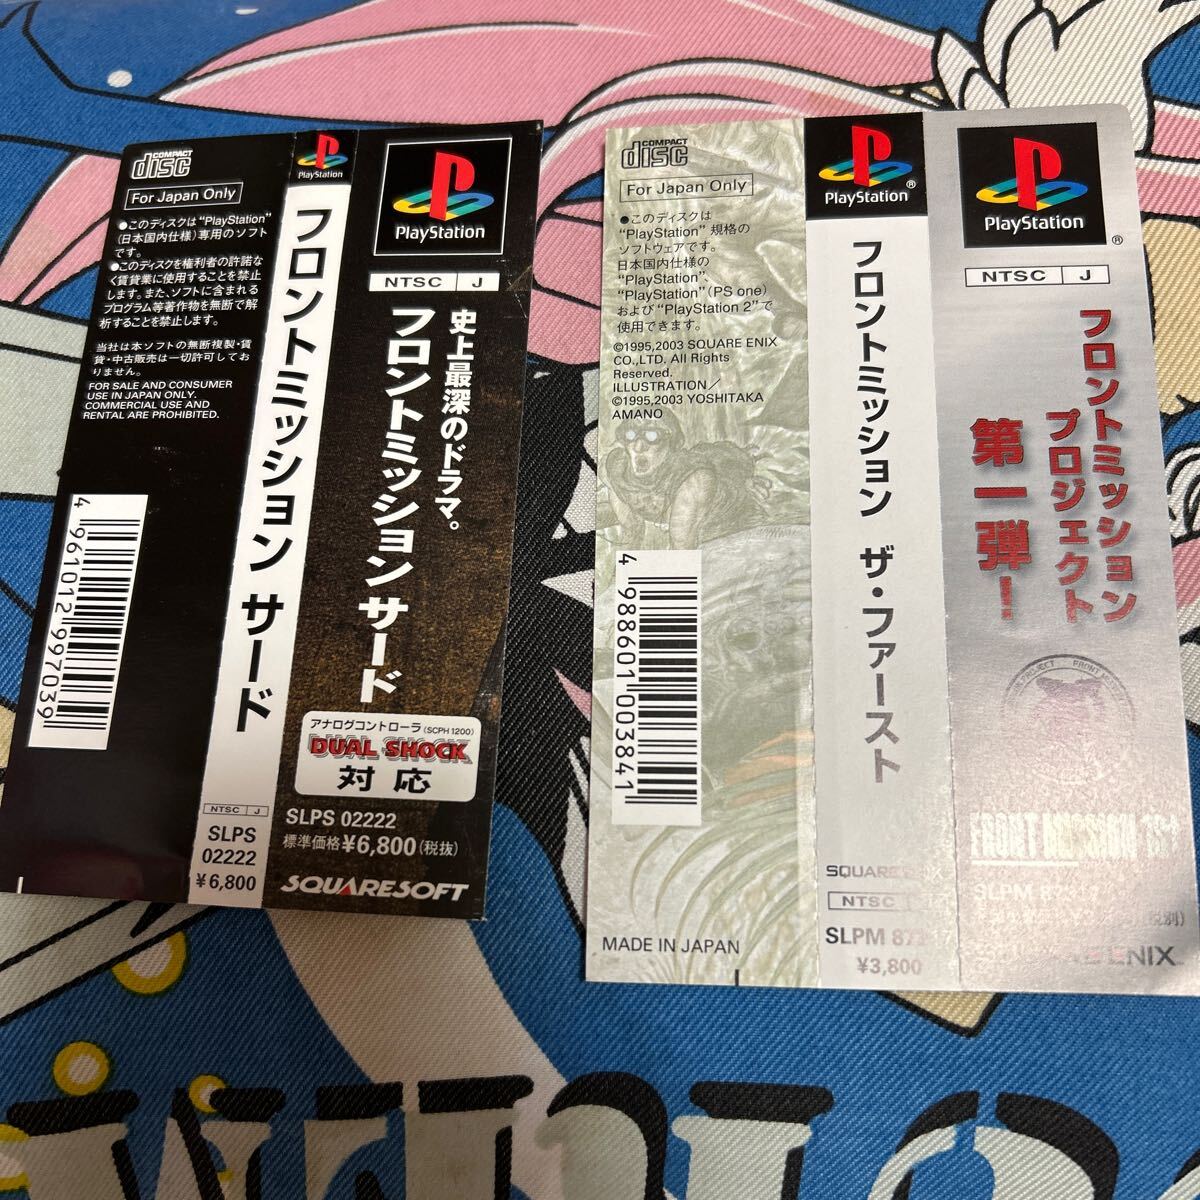 COMPACT
disc
For Japan Only
●このディスクは“PlayStation”
(日本国内仕様)専用のソフト
です。
●このディスクを権利者の許諾な
く賃貸業に使用することを禁止
します。また、ソフトに含まれる
プログラム等著作物を無断で解
析することを禁止します。
当社は本ソフトの無断複製・賃
貸・中古販売は一切許可してお
りません。
FOR SALE AND CONSUMER
USE IN JAPAN ONLY.
COMMERCIAL USE AND
RENTAL ARE PROHIBITED.
4961012997039
PlayStation
フロントミッション サード
NTSC J
SLPS
02222
¥6,800
PlayStation
NTSC J
史上最深のドラマ。
フロントミッション サード
アナログコントローラ(SCPH 1200)
DUAL SHOCK
対応
SLPS 02222
標準価格¥6,800(税抜)
SQUARESOFT
COMPACT
disc
For Japan Only
●このディスクは
“PlayStation” 規格の
ソフトウェアです。
日本国内仕様の
“PlayStation”、
“PlayStation”(PS one)
および “PlayStation 2”で
使用できます。
©1995,2003 SQUARE ENIX
CO.,LTD. All Rights
Reserved.
ILLUSTRATION／
©1995,2003 YOSHITAKA
AMANO
4988601003841
MADE IN JAPAN
PlayStation®
フロントミッション ザ・ファースト
NTSC
SLPM
¥3,800
PlayStation
®
NTSC J
フロントミッション
プロジェクト
第一弾！
FRONT MISSION 1ST
SLPM
ENIX